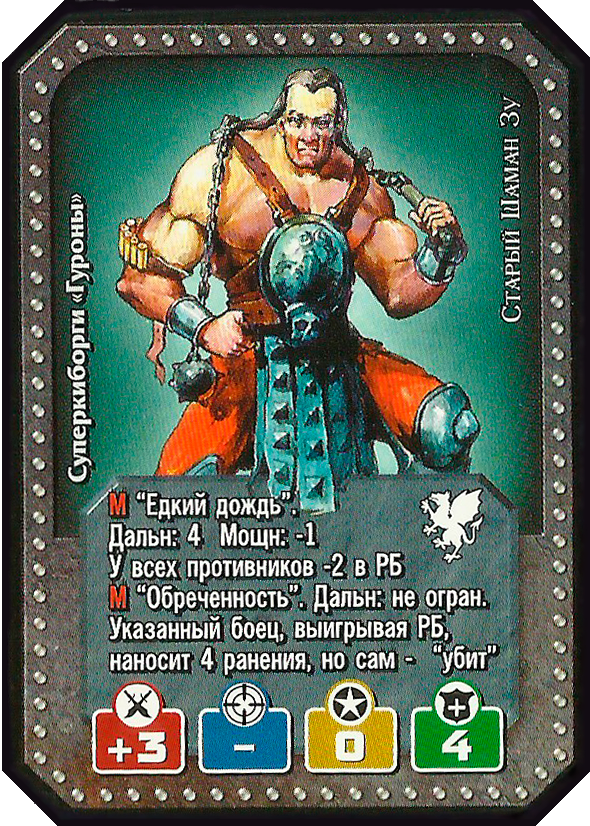 Суперкиборги «Гуроны»
Старый Шаман Зу
М “Едкий дождь”.
Дальн: 4 Мощн: -1
У всех противников -2 в РБ
М “Обреченность”. Дальн: не огран.
Указанный боец, выигрывая РБ,
наносит 4 ранения, но сам - “убит”
+3 - 0 4